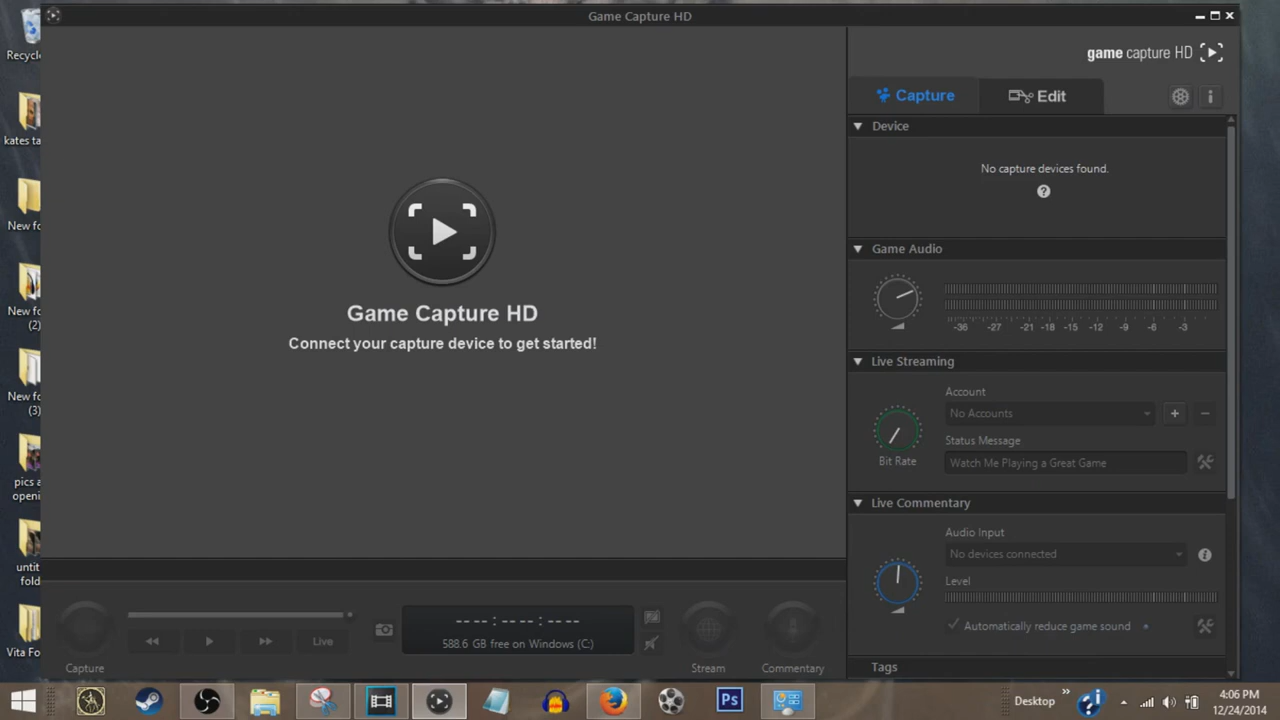 Game Capture HD
game capture HD
Capture
Edit
Device
No capture devices found.
Game Audio
-36 -27 -21 -18 -15 -12 -9 -6 -3
Live Streaming
Account
No Accounts
Status Message
Watch Me Playing a Great Game
Bit Rate
Live Commentary
Audio Input
No devices connected
Level
Automatically reduce game sound
Tags
Game Capture HD
Connect your capture device to get started!
Live
-- -- : -- -- : -- --
588.6 GB free on Windows (C:)
Capture
Stream
Commentary
Recycle
kates ta
New fo
New fo
(2)
New fo
(3)
pics a
openi
untit
fold
Vita Fo
Ps
Desktop
4:06 PM
12/24/2014